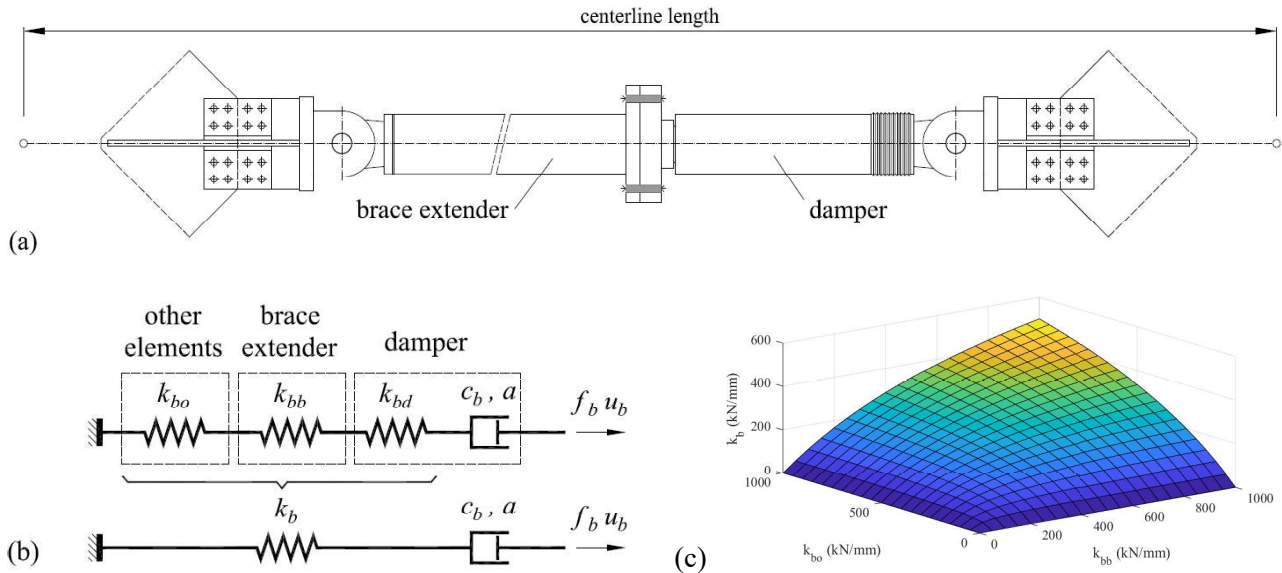 centerline length
brace extender
damper
(a)
other elements
brace extender
damper
k_bo
k_bb
k_bd
c_b , a
f_b u_b
k_b
c_b , a
f_b u_b
(b)
600
400
200
0
k_b (kN/mm)
1000
500
0
k_bo (kN/mm)
0
200
400
600
800
1000
k_bb (kN/mm)
(c)